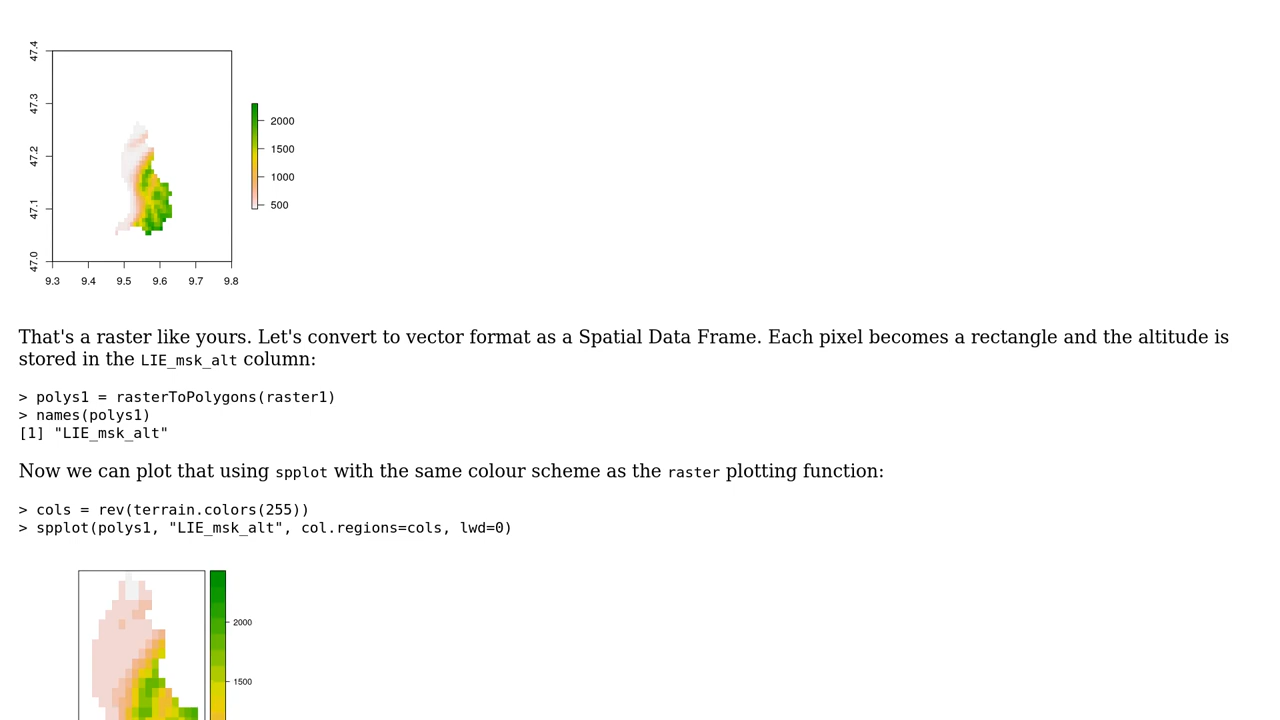 47.4
47.3
47.2
47.1
47.0
9.3 9.4 9.5 9.6 9.7 9.8
2000
1500
1000
500
That's a raster like yours. Let's convert to vector format as a Spatial Data Frame. Each pixel becomes a rectangle and the altitude is
stored in the LIE_msk_alt column:
> polys1 = rasterToPolygons(raster1)
> names(polys1)
[1] "LIE_msk_alt"
Now we can plot that using spplot with the same colour scheme as the raster plotting function:
> cols = rev(terrain.colors(255))
> spplot(polys1, "LIE_msk_alt", col.regions=cols, lwd=0)
2000
1500